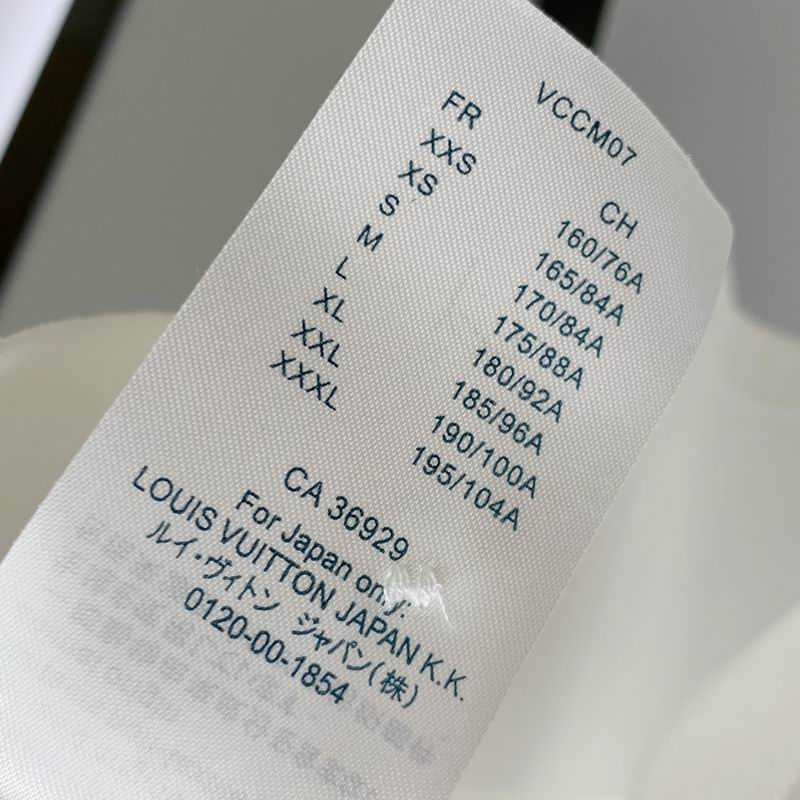 VCCM07
FR CH
XXS 160/76A
XS 165/84A
S 170/84A
M 175/88A
L 180/92A
XL 185/96A
XXL 190/100A
XXXL 195/104A
CA 36929
For Japan only:
LOUIS VUITTON JAPAN K.K.
ルイ・ヴィトン ジャパン(株)
0120-00-1854